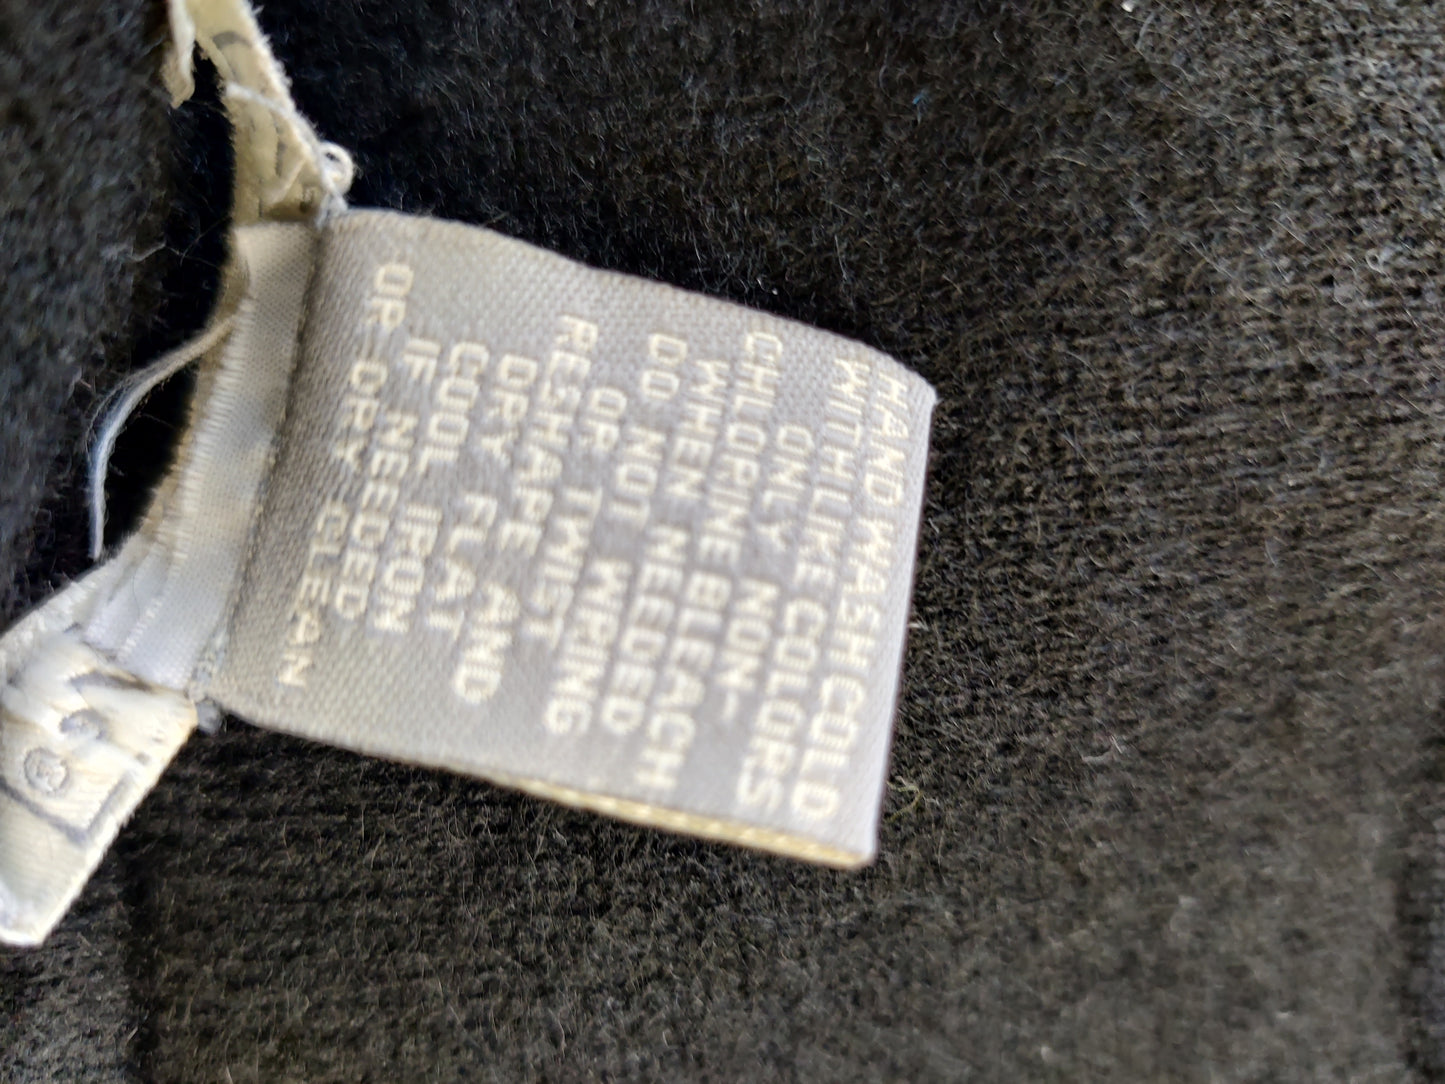 HAND WASH COLD
WITH LIKE COLORS
ONLY NON-
CHLORINE BLEACH
WHEN NEEDED
DO NOT WRING
OR TWIST
RESHAPE AND
DRY FLAT
COOL IRON
IF NEEDED
OR DRY CLEAN